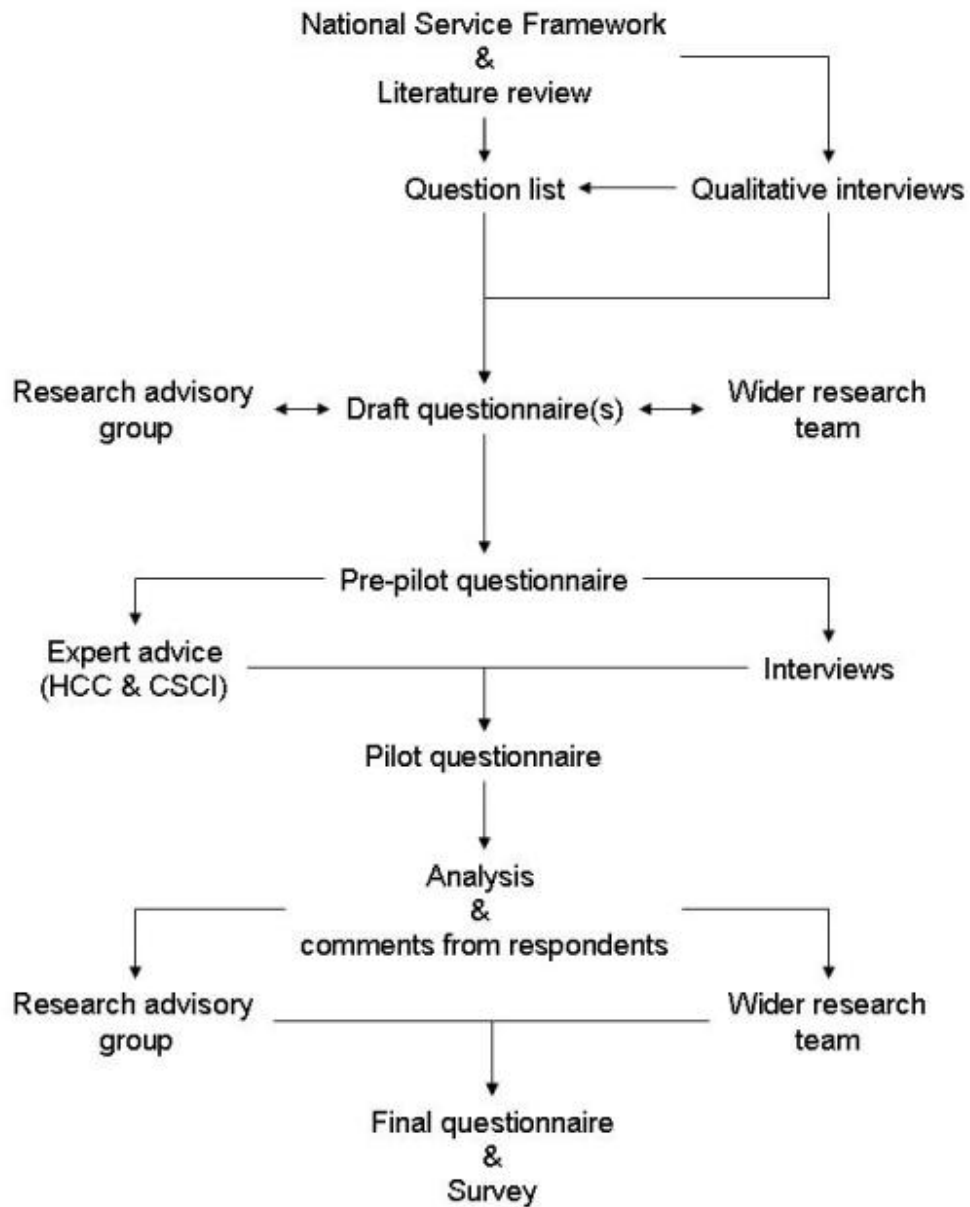 National Service Framework
&
Literature review
Question list
Qualitative interviews
Research advisory
group
Draft questionnaire(s)
Wider research
team
Pre-pilot questionnaire
Expert advice
(HCC & CSCI)
Interviews
Pilot questionnaire
Analysis
&
comments from respondents
Research advisory
group
Wider research
team
Final questionnaire
&
Survey